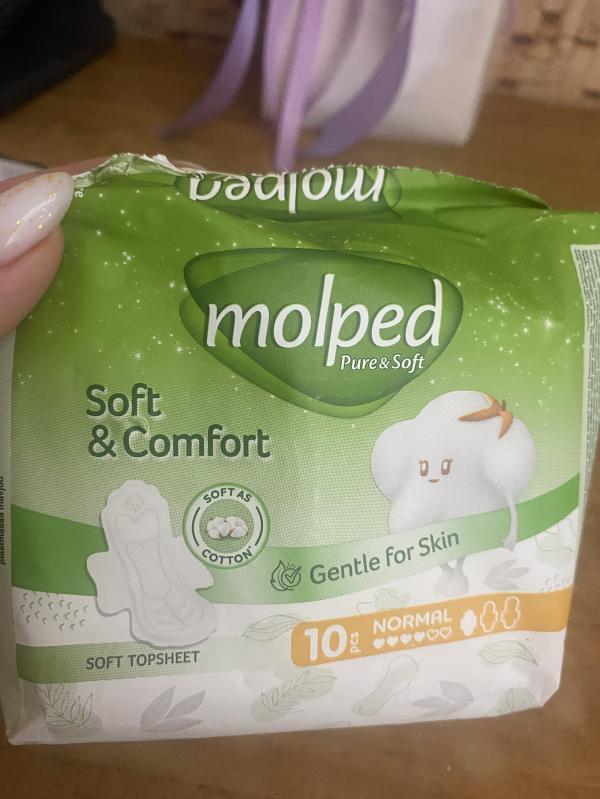 molped
molped
Pure & Soft
Soft
& Comfort
SOFT AS
COTTON
Gentle for Skin
10 pcs
NORMAL
SOFT TOPSHEET